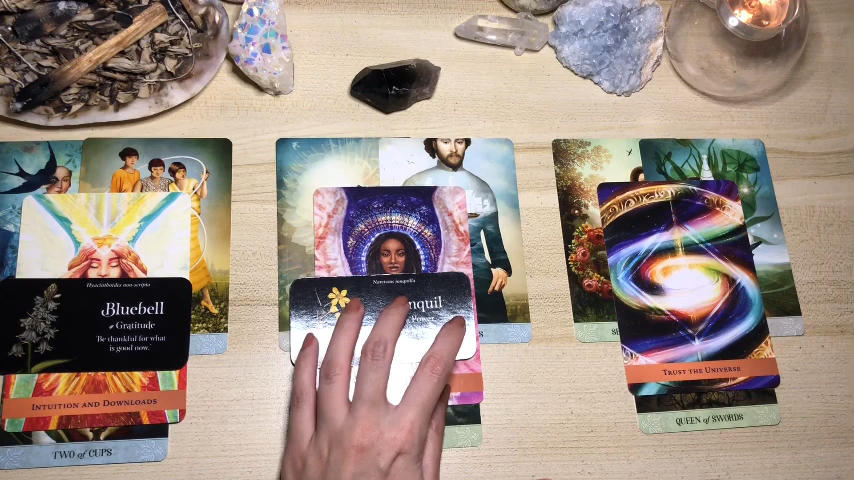 Hyacinthoides non-scripta
Bluebell
Gratitude
'Be thankful for what
is good now.'
INTUITION AND DOWNLOADS
TWO of CUPS
Narcissus jonquilla
nquil
Power
S
TRUST THE UNIVERSE
QUEEN of SWORDS